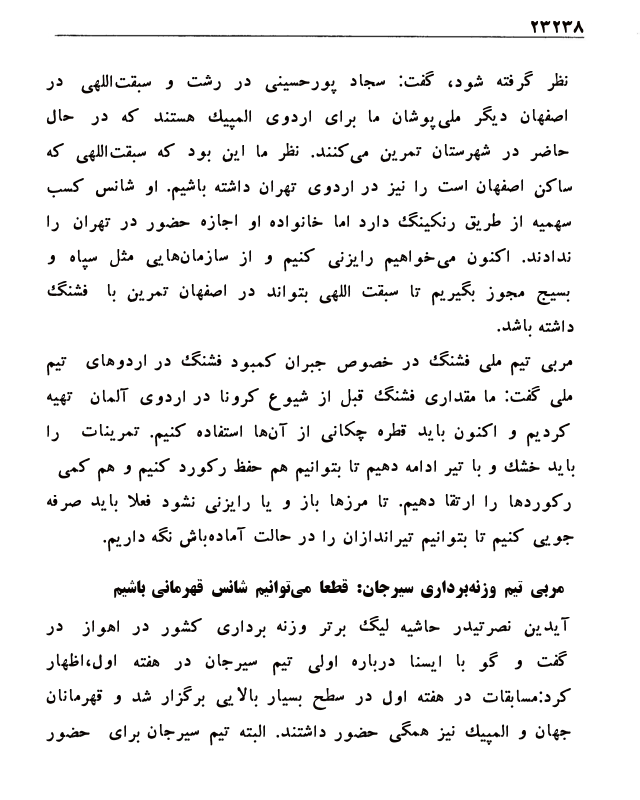 ۲۳۲۳۸
نظر گرفته شود، گفت: سجاد پورحسینی در رشت و سبقت‌اللهی در
اصفهان دیگر ملی‌پوشان ما برای اردوی المپیک هستند که در حال
حاضر در شهرستان تمرین می‌کنند. نظر ما این بود که سبقت‌اللهی که
ساکن اصفهان است را نیز در اردوی تهران داشته باشیم. او شانس کسب
سهمیه از طریق رنکینگ دارد اما خانواده او اجازه حضور در تهران را
ندادند. اکنون می‌خواهیم رایزنی کنیم و از سازمان‌هایی مثل سپاه و
بسیج مجوز بگیریم تا سبقت اللهی بتواند در اصفهان تمرین با فشنگ
داشته باشد.
مربی تیم ملی فشنگ در خصوص جبران کمبود فشنگ در اردوهای تیم
ملی گفت: ما مقداری فشنگ قبل از شیوع کرونا در اردوی آلمان تهیه
کردیم و اکنون باید قطره چکانی از آن‌ها استفاده کنیم. تمرینات را
باید خشک و با تیر ادامه دهیم تا بتوانیم هم حفظ رکورد کنیم و هم کمی
رکوردها را ارتقا دهیم. تا مرزها باز و یا رایزنی نشود فعلا باید صرفه
جویی کنیم تا بتوانیم تیراندازان را در حالت آماده‌باش نگه داریم.
مربی تیم وزنه‌برداری سیرجان: قطعا می‌توانیم شانس قهرمانی باشیم
آیدین نصرتیدر حاشیه لیگ برتر وزنه برداری کشور در اهواز در
گفت و گو با ایسنا درباره اولی تیم سیرجان در هفته اول،اظهار
کرد:مسابقات در هفته اول در سطح بسیار بالایی برگزار شد و قهرمانان
جهان و المپیک نیز همگی حضور داشتند. البته تیم سیرجان برای حضور